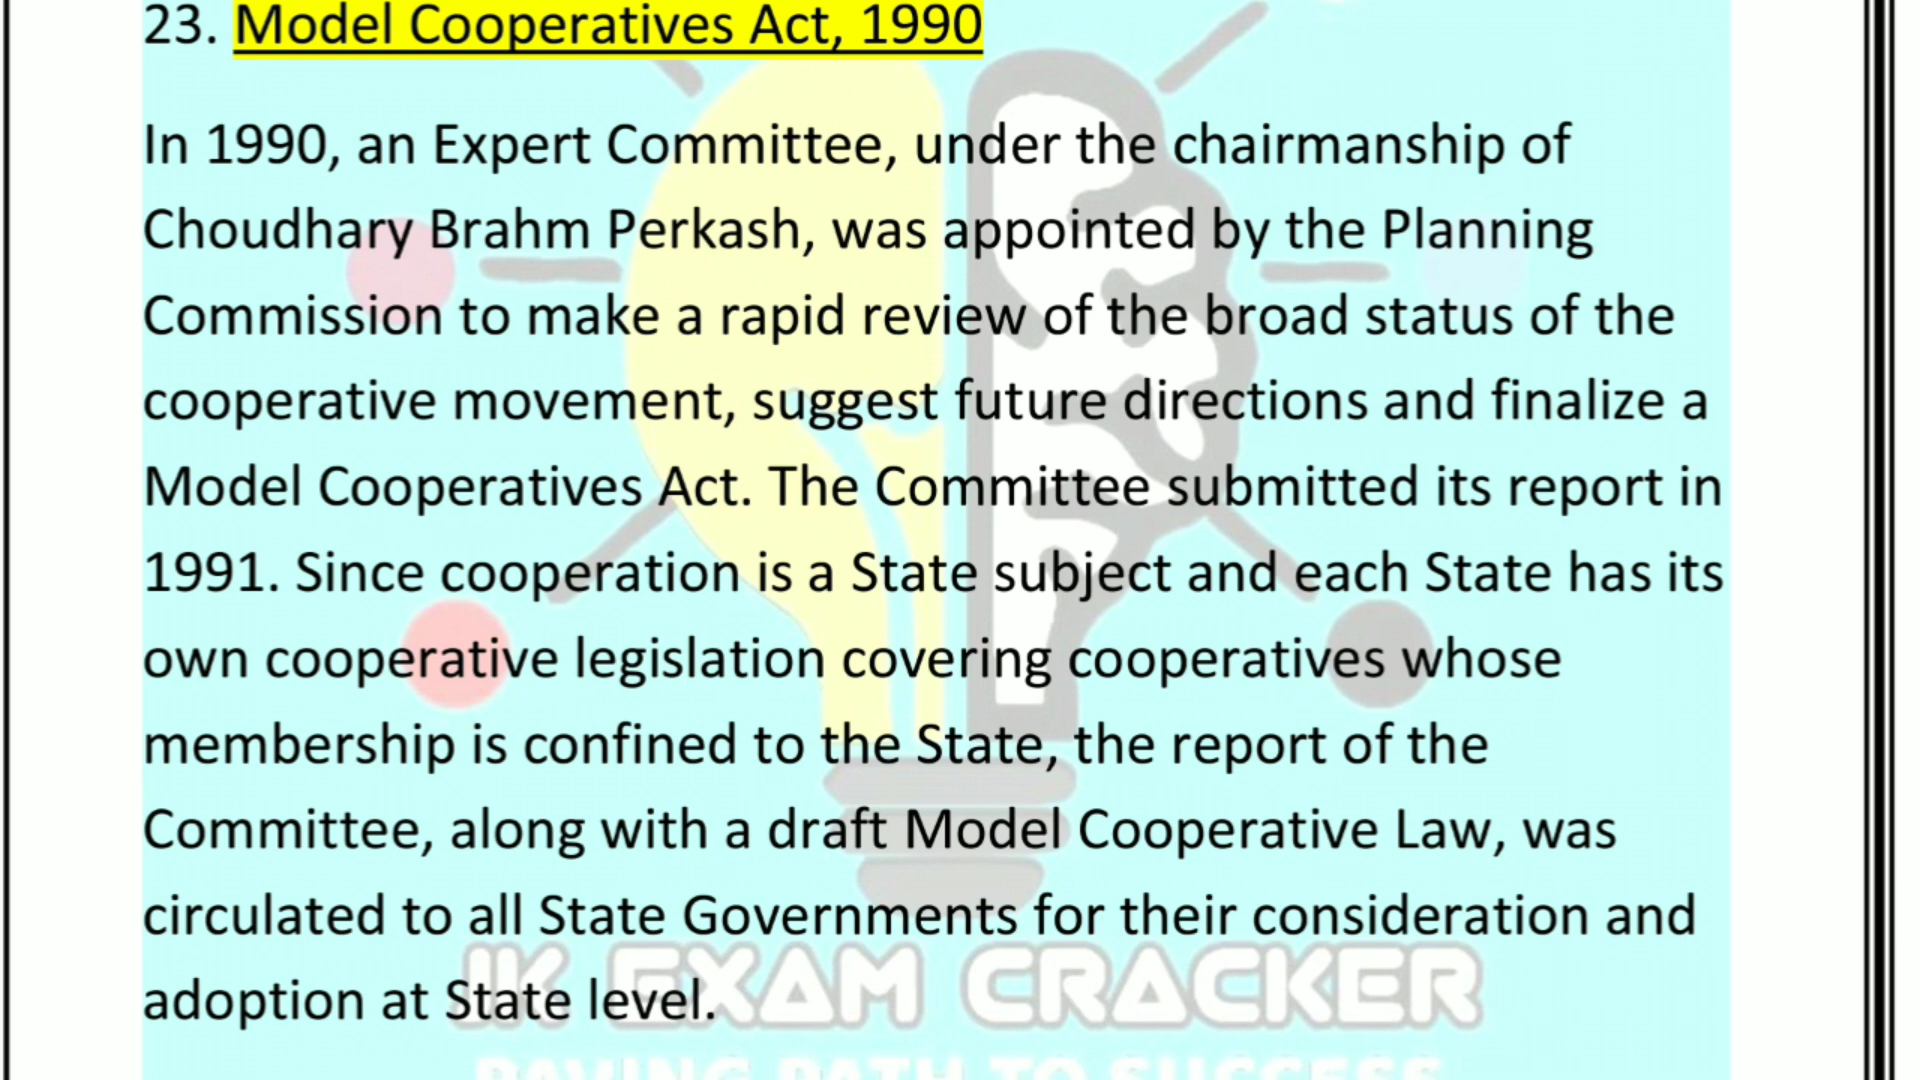 23. Model Cooperatives Act, 1990
In 1990, an Expert Committee, under the chairmanship of
Choudhary Brahm Perkash, was appointed by the Planning
Commission to make a rapid review of the broad status of the
cooperative movement, suggest future directions and finalize a
Model Cooperatives Act. The Committee submitted its report in
1991. Since cooperation is a State subject and each State has its
own cooperative legislation covering cooperatives whose
membership is confined to the State, the report of the
Committee, along with a draft Model Cooperative Law, was
circulated to all State Governments for their consideration and
adoption at State level.
JK EXAM CRACKER
PAVING PATH TO SUCCESS